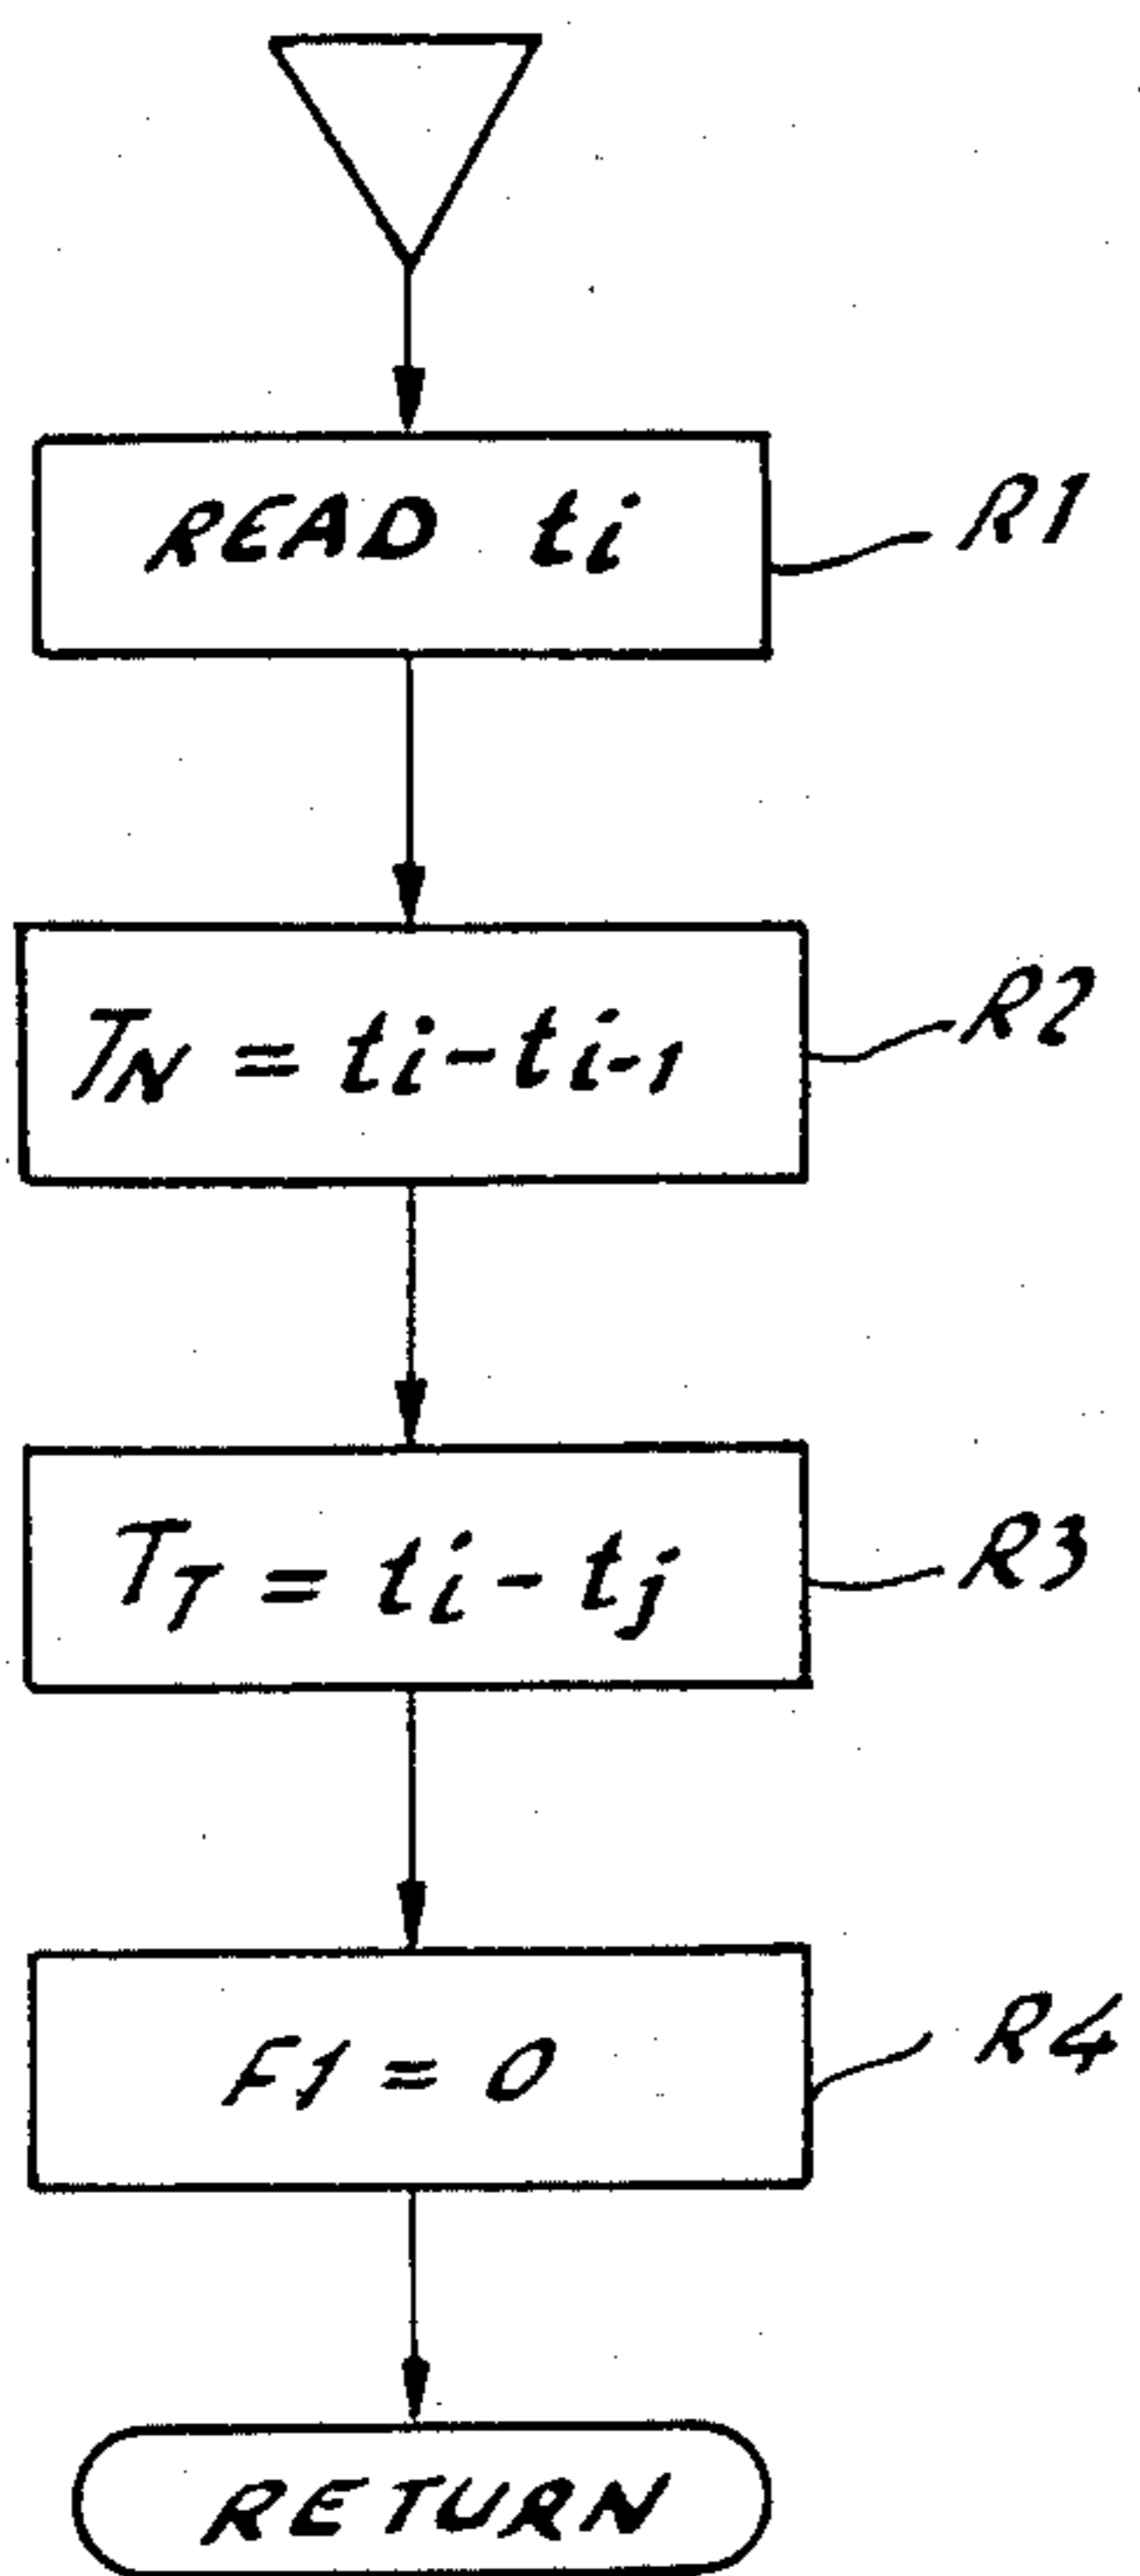 READ ti R1
TN = ti - ti-1 R2
TT = ti - tj R3
F1 = 0 R4
RETURN